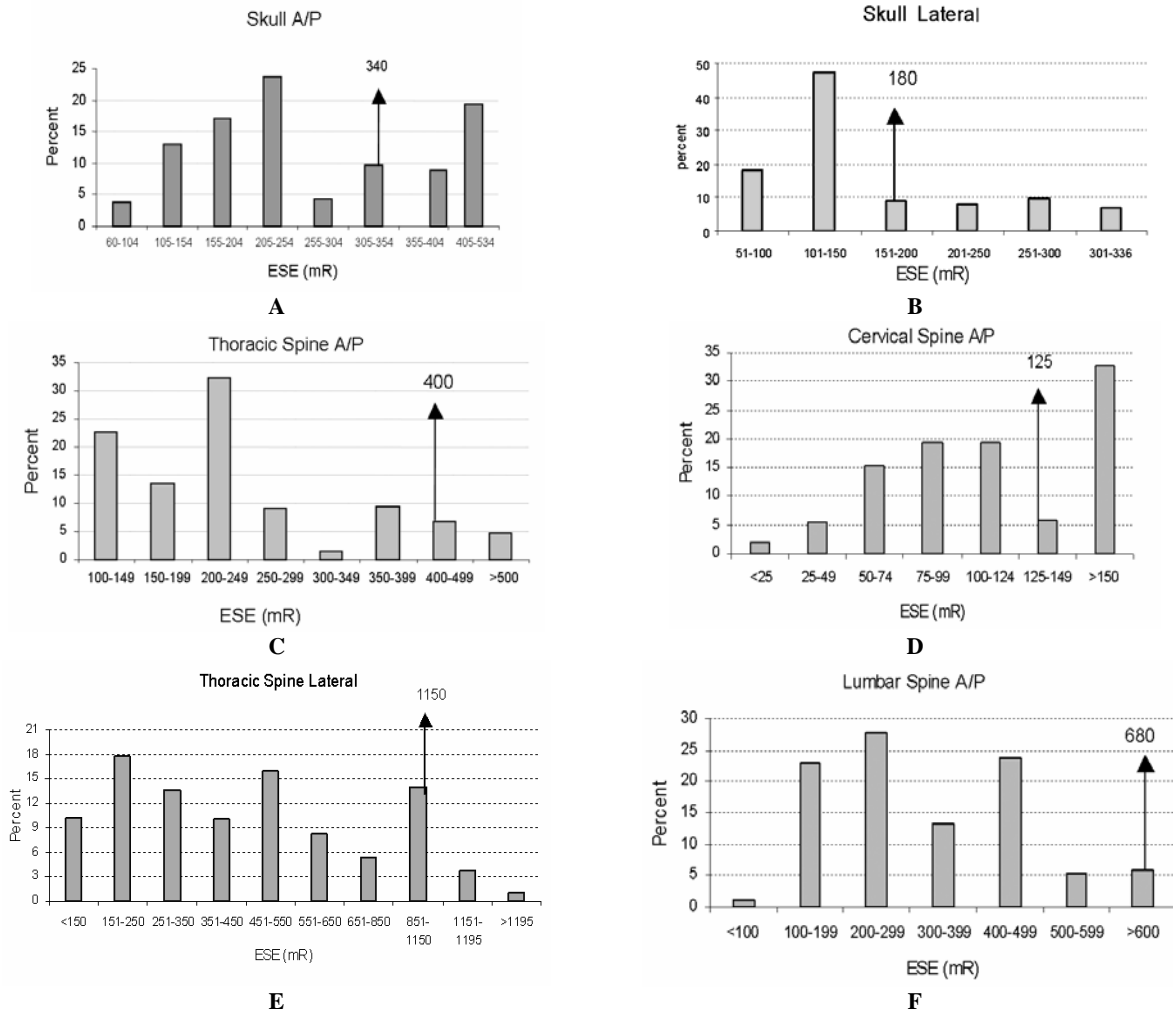 Skull A/P
340
25
20
15
10
5
0
Percent
60-104 105-154 155-204 205-254 255-304 305-354 355-404 405-534
ESE (mR)
A
Skull Lateral
180
50
40
30
20
10
0
percent
51-100 101-150 151-200 201-250 251-300 301-336
ESE (mR)
B
Thoracic Spine A/P
400
35
30
25
20
15
10
5
0
Percent
100-149 150-199 200-249 250-299 300-349 350-399 400-499 >500
ESE (mR)
C
Cervical Spine A/P
125
35
30
25
20
15
10
5
0
Percent
<25 25-49 50-74 75-99 100-124 125-149 >150
ESE (mR)
D
Thoracic Spine Lateral
1150
21
18
15
12
9
6
3
0
Percent
<150 151-250 251-350 351-450 451-550 551-650 651-850 851- 1151- >1195
1150 1195
ESE (mR)
E
Lumbar Spine A/P
680
30
25
20
15
10
5
0
Percent
<100 100-199 200-299 300-399 400-499 500-599 >600
ESE (mR)
F